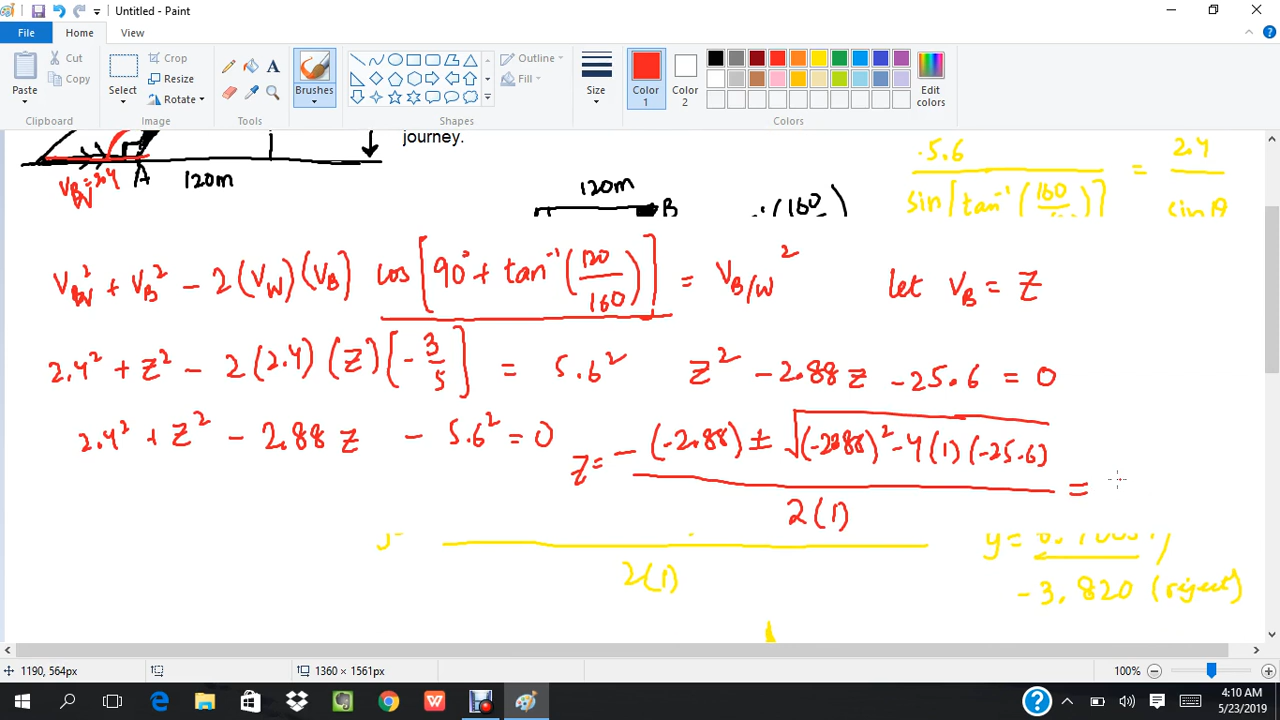 Untitled - Paint
File Home View
Paste Cut Copy Clipboard
Select Crop Resize Rotate Image
A Tools
Brushes
Outline Fill Shapes
Size
Color 1 Color 2
Edit colors
Colors
journey.
V_BW = 2.4 A 120m
120m B
(160/
5.6 / sin[tan⁻¹(160/ )] = 2.4 / sin θ
V_BW² + V_B² - 2(V_W)(V_B) cos[90° + tan⁻¹(120/160)] = V_B/W² let V_B = Z
2.4² + z² - 2(2.4)(z)[-3/5] = 5.6² z² - 2.88z - 25.6 = 0
2.4² + z² - 2.88z - 5.6² = 0
z = -(-2.88) ± √((-2.88)² - 4(1)(-25.6) / 2(1) =
2(1)
y =
-3.820 (reject)
1190, 564px 1360 × 1561px 100%
4:10 AM
5/23/2019